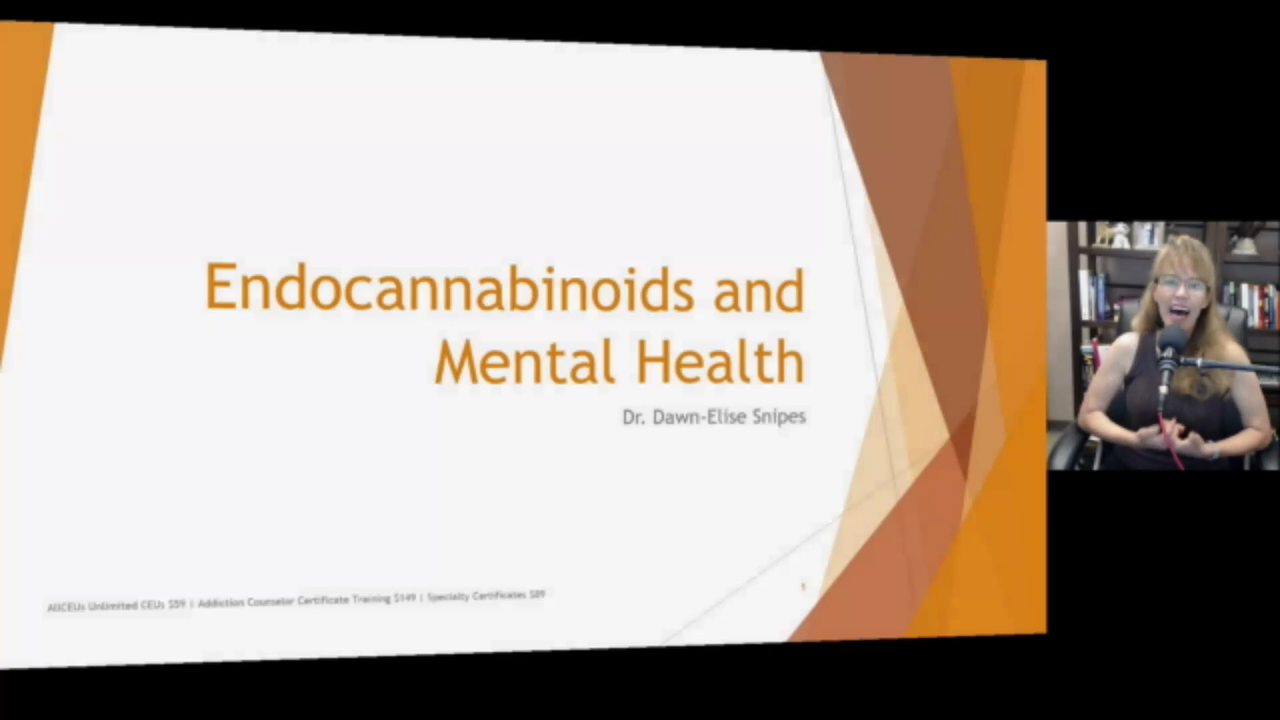 Endocannabinoids and
Mental Health
Dr. Dawn-Elise Snipes
AllCEUs Unlimited CEUs $59 | Addiction Counselor Certificate Training $149 | Specialty Certificates $89
1